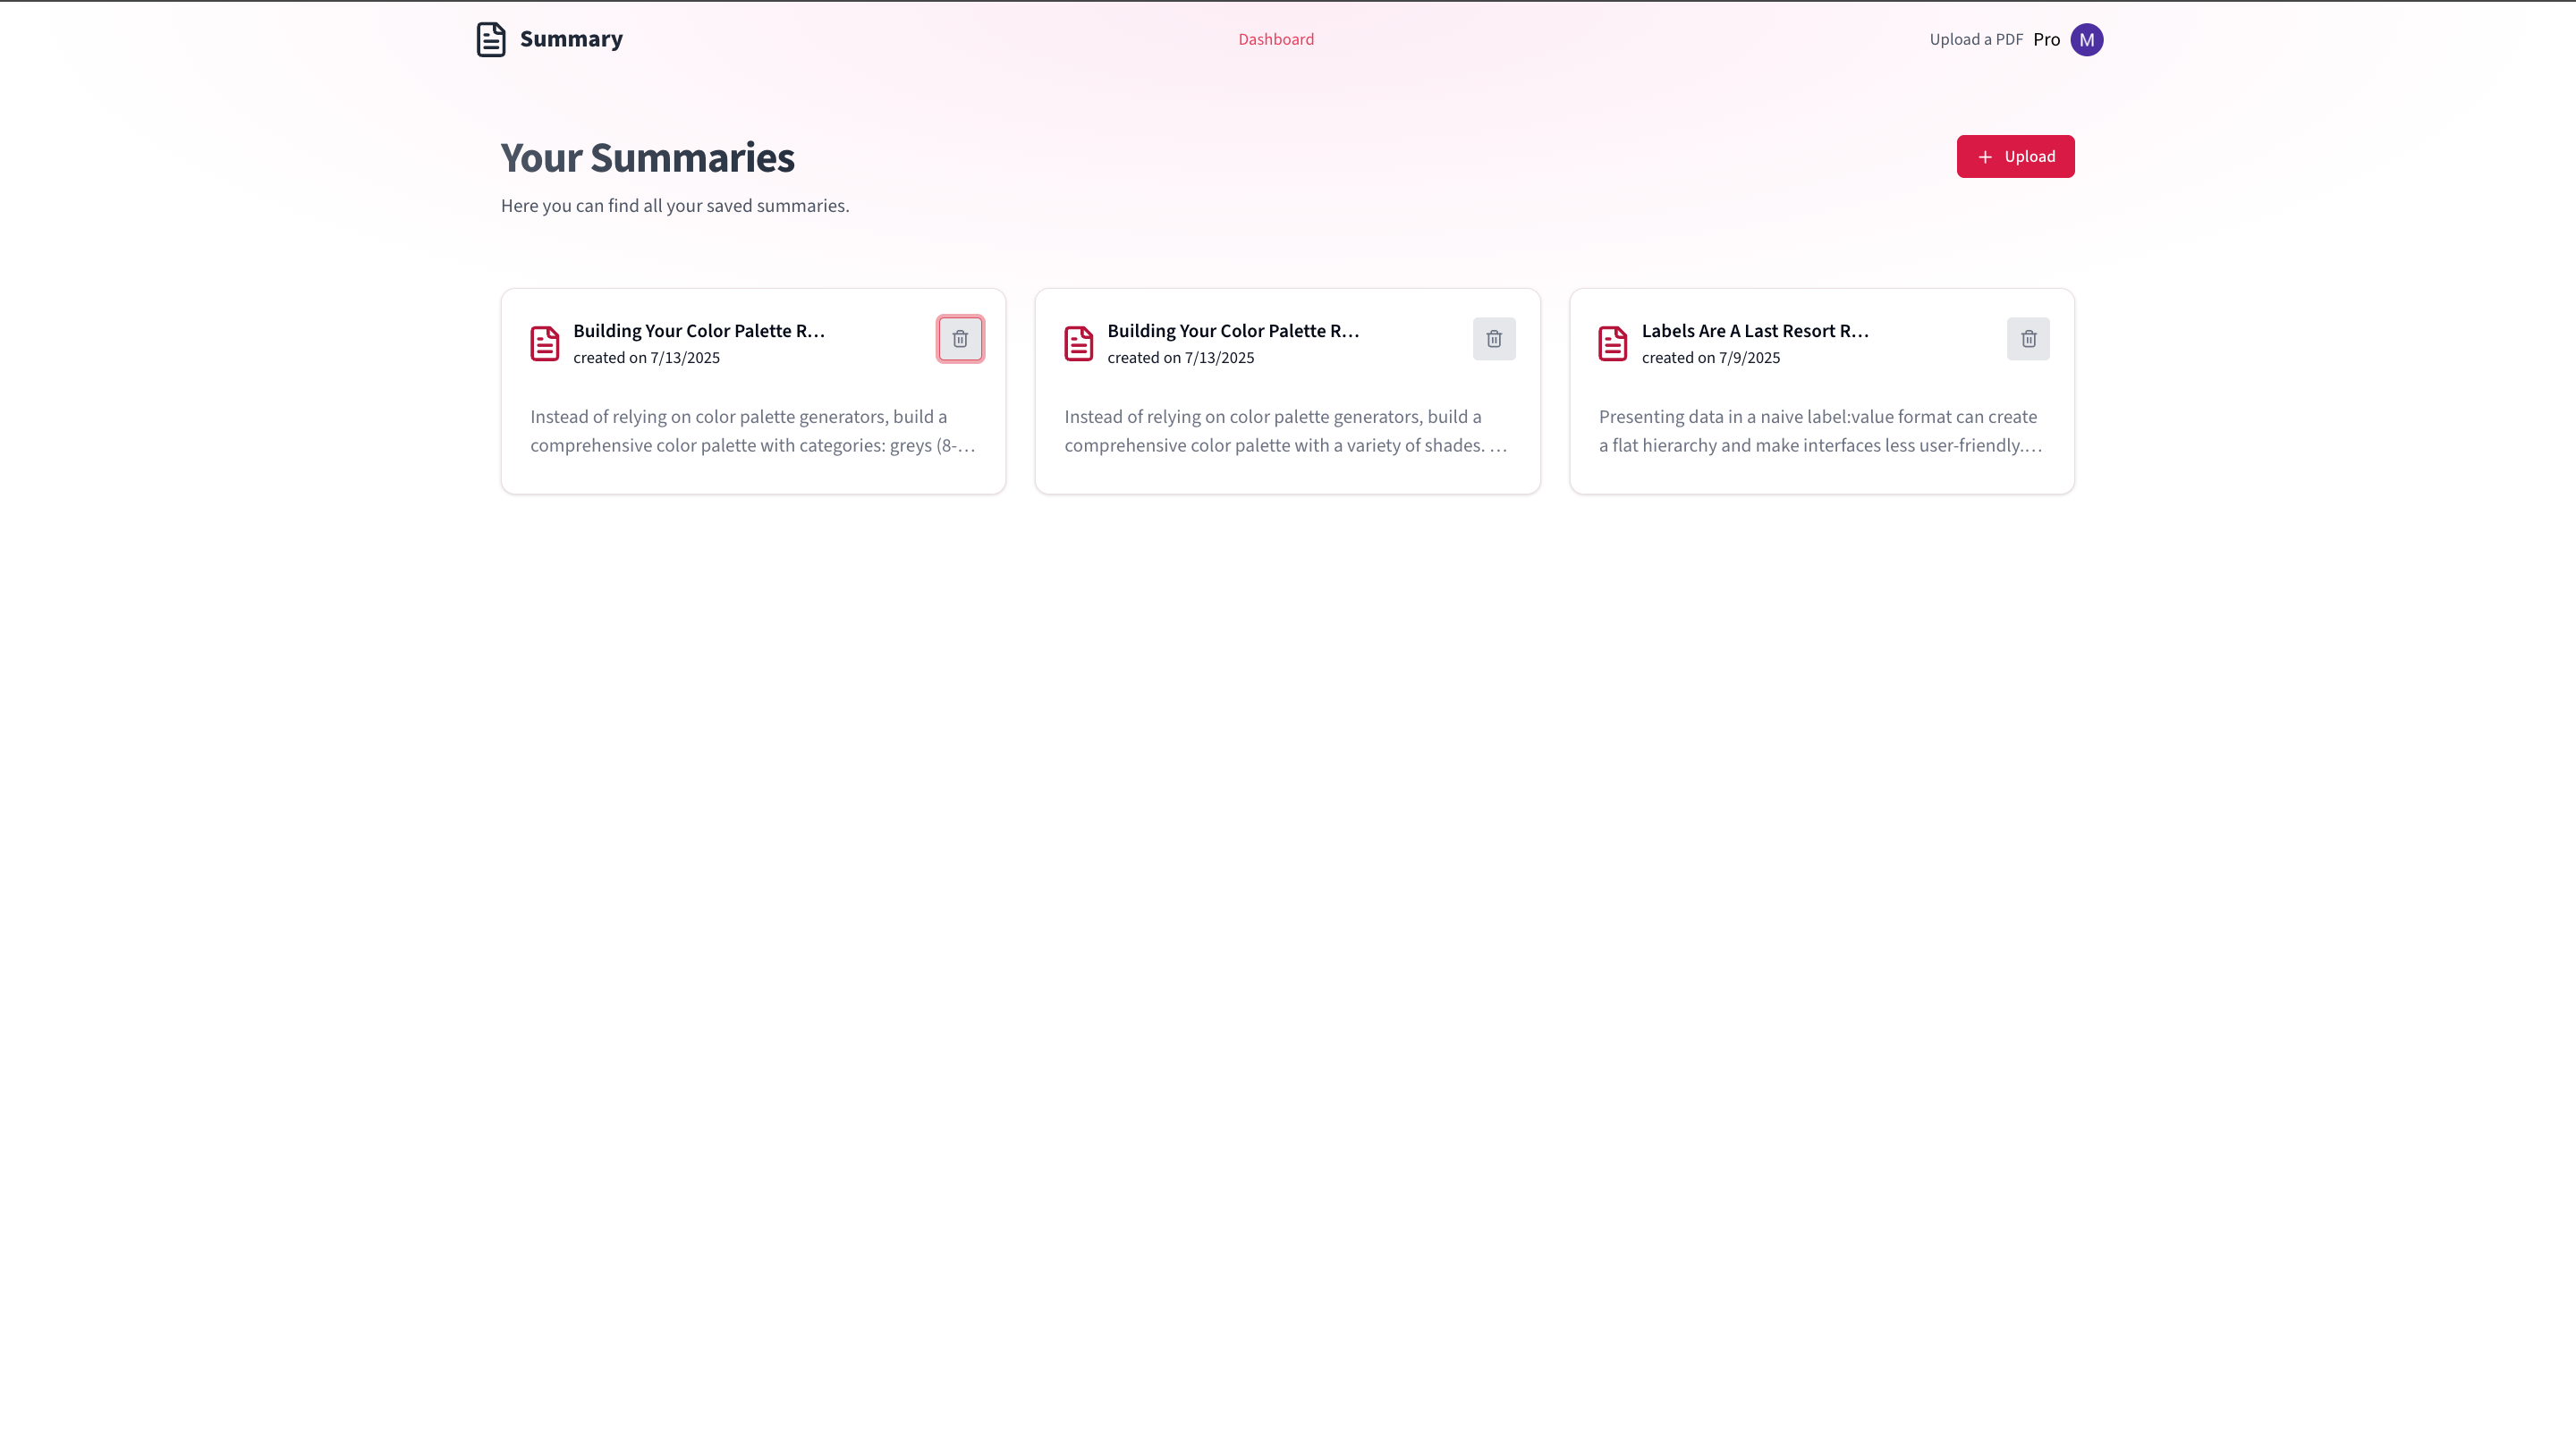 Summary
Dashboard
Upload a PDF Pro M
Your Summaries
+ Upload
Here you can find all your saved summaries.
Building Your Color Palette R...
created on 7/13/2025
Instead of relying on color palette generators, build a
comprehensive color palette with categories: greys (8-...
Building Your Color Palette R...
created on 7/13/2025
Instead of relying on color palette generators, build a
comprehensive color palette with a variety of shades. ...
Labels Are A Last Resort R...
created on 7/9/2025
Presenting data in a naive label:value format can create
a flat hierarchy and make interfaces less user-friendly....